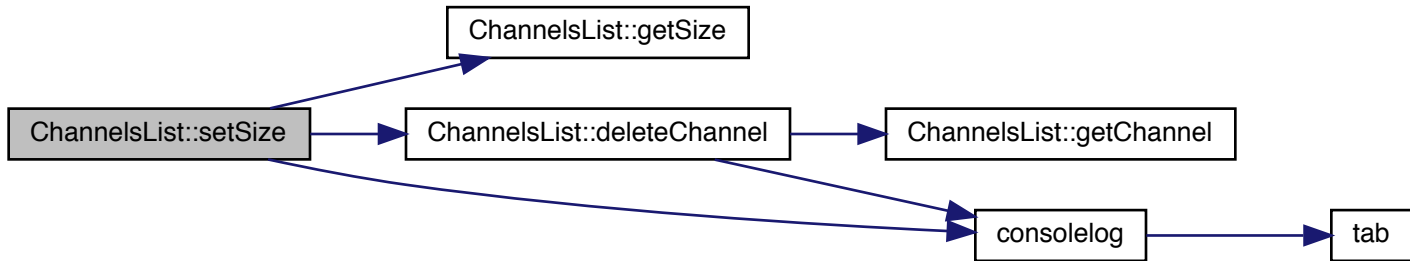 ChannelsList::getSize
ChannelsList::setSize
ChannelsList::deleteChannel
ChannelsList::getChannel
consolelog
tab